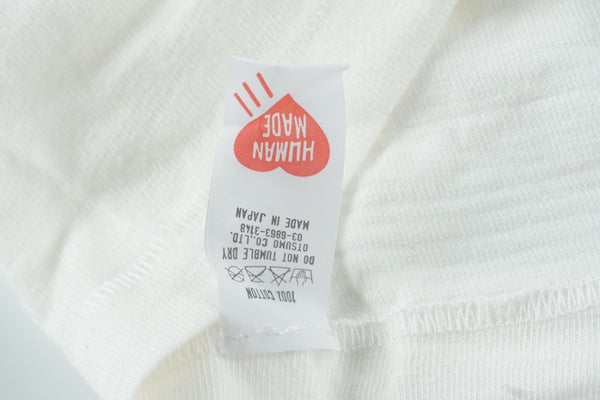 100% COTTON
DO NOT TUMBLE DRY
OTSUMO CO.,LTD.
03-6863-3148
MADE IN JAPAN
HUMAN
MADE